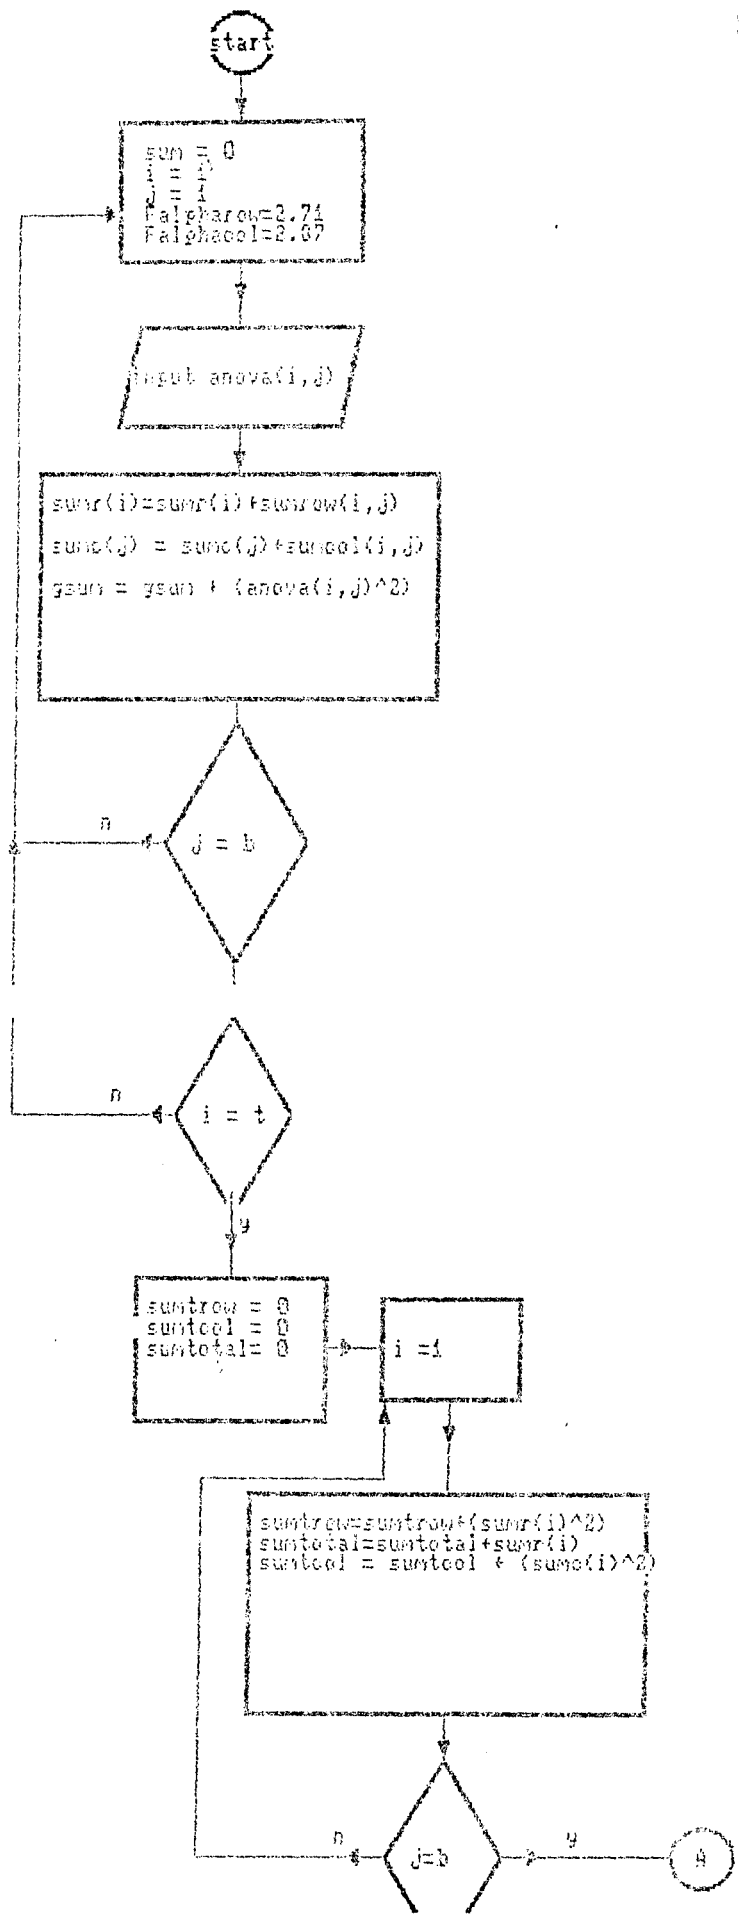 start
sum = 0
i = 1
j = 1
Falpharow=2.71
Falphacol=2.87
input anova(i,j)
sumr(i)=sumr(i)+sumrow(i,j)
sumc(j) = sumc(j)+sumcol(i,j)
gsum = gsum + (anova(i,j)^2)
n
j = b
n
i = t
y
sumtrow = 0
sumtcol = 0
sumtotal= 0
i =1
sumtrow=sumtrow+(sumr(i)^2)
sumtotal=sumtotal+sumr(i)
sumtcol = sumtcol + (sumc(i)^2)
n
j=b
y
A